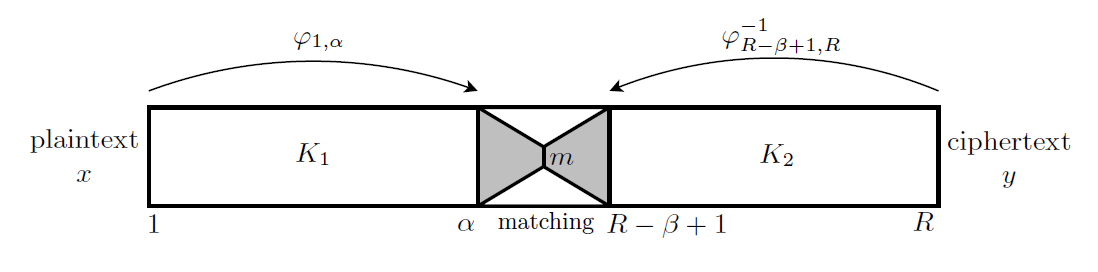 φ_{1,α}
φ^{-1}_{R−β+1,R}
plaintext
x
K_1
m
K_2
ciphertext
y
1
α
matching
R − β + 1
R